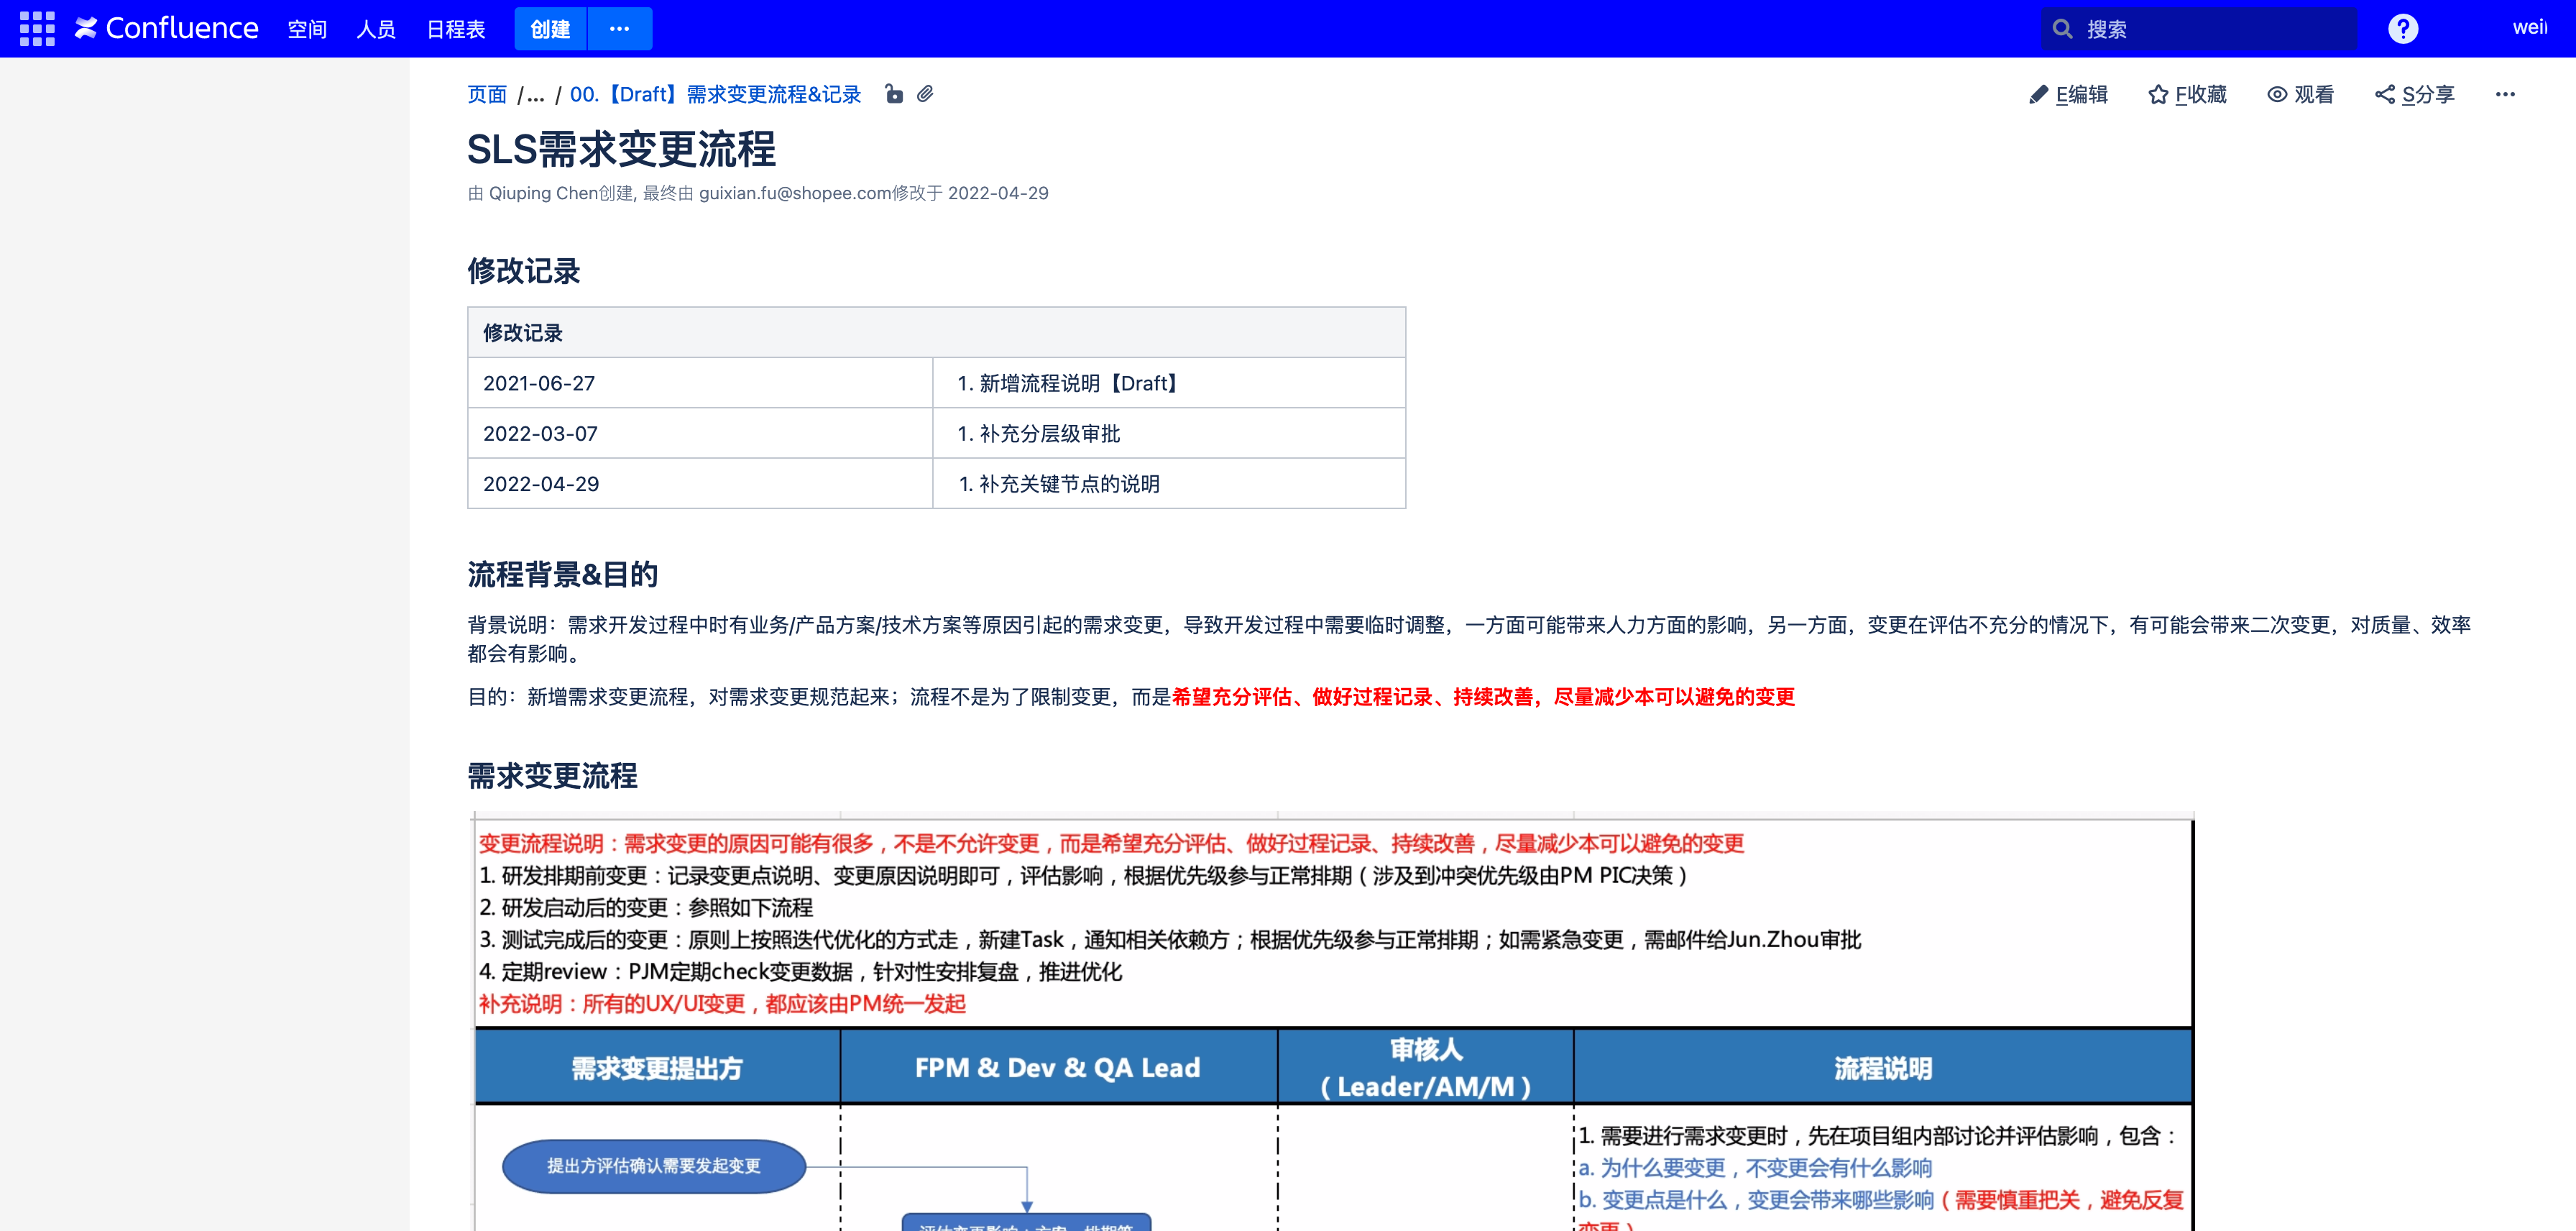 Confluence 空间 人员 日程表 创建 ··· 搜索 ? weii
页面 /... / 00.【Draft】需求变更流程&记录 E编辑 F收藏 观看 S分享 ···
SLS需求变更流程
由 Qiuping Chen创建, 最终由 guixian.fu@shopee.com修改于 2022-04-29
修改记录
修改记录
2021-06-27 1. 新增流程说明【Draft】
2022-03-07 1. 补充分层级审批
2022-04-29 1. 补充关键节点的说明
流程背景&目的
背景说明：需求开发过程中时有业务/产品方案/技术方案等原因引起的需求变更，导致开发过程中需要临时调整，一方面可能带来人力方面的影响，另一方面，变更在评估不充分的情况下，有可能会带来二次变更，对质量、效率
都会有影响。
目的：新增需求变更流程，对需求变更规范起来；流程不是为了限制变更，而是希望充分评估、做好过程记录、持续改善，尽量减少本可以避免的变更
需求变更流程
变更流程说明：需求变更的原因可能有很多，不是不允许变更，而是希望充分评估、做好过程记录、持续改善，尽量减少本可以避免的变更
1. 研发排期前变更：记录变更点说明、变更原因说明即可，评估影响，根据优先级参与正常排期（涉及到冲突优先级由PM PIC决策）
2. 研发启动后的变更：参照如下流程
3. 测试完成后的变更：原则上按照迭代优化的方式走，新建Task，通知相关依赖方；根据优先级参与正常排期；如需紧急变更，需邮件给Jun.Zhou审批
4. 定期review：PJM定期check变更数据，针对性安排复盘，推进优化
补充说明：所有的UX/UI变更，都应该由PM统一发起
需求变更提出方 FPM & Dev & QA Lead 审核人 流程说明
（Leader/AM/M）
1. 需要进行需求变更时，先在项目组内部讨论并评估影响，包含：
提出方评估确认需要发起变更 a. 为什么要变更，不变更会有什么影响
b. 变更点是什么，变更会带来哪些影响（需要慎重把关，避免反复
变更）
评估变更影响：方案、排期等